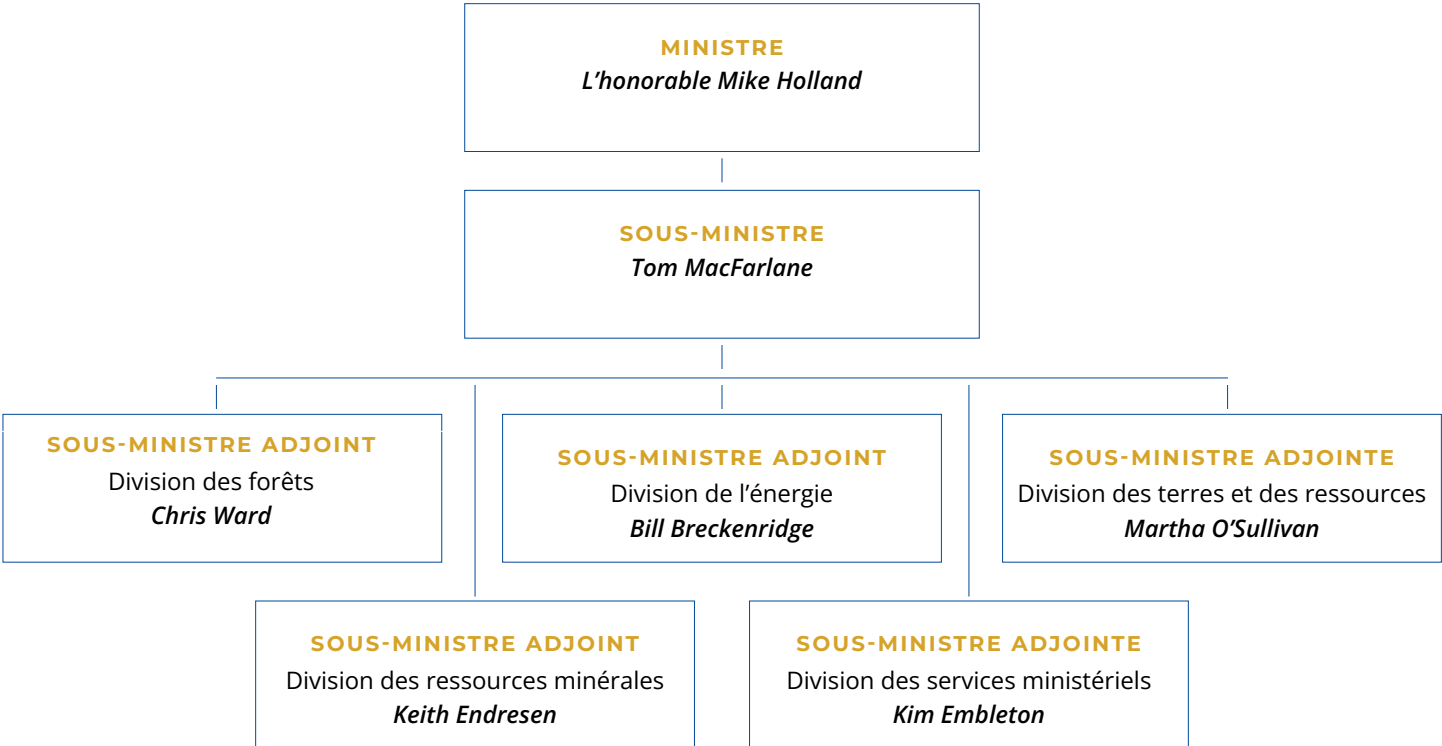 MINISTRE
L’honorable Mike Holland
SOUS-MINISTRE
Tom MacFarlane
SOUS-MINISTRE ADJOINT
Division des forêts
Chris Ward
SOUS-MINISTRE ADJOINT
Division de l’énergie
Bill Breckenridge
SOUS-MINISTRE ADJOINTE
Division des terres et des ressources
Martha O’Sullivan
SOUS-MINISTRE ADJOINT
Division des ressources minérales
Keith Endresen
SOUS-MINISTRE ADJOINTE
Division des services ministériels
Kim Embleton